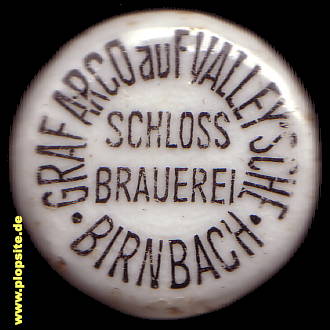 GRAF ARCO auF VALLEY'SCHE
SCHLOSS
BRAUEREI
• BIRNBACH •
www.plopsite.de